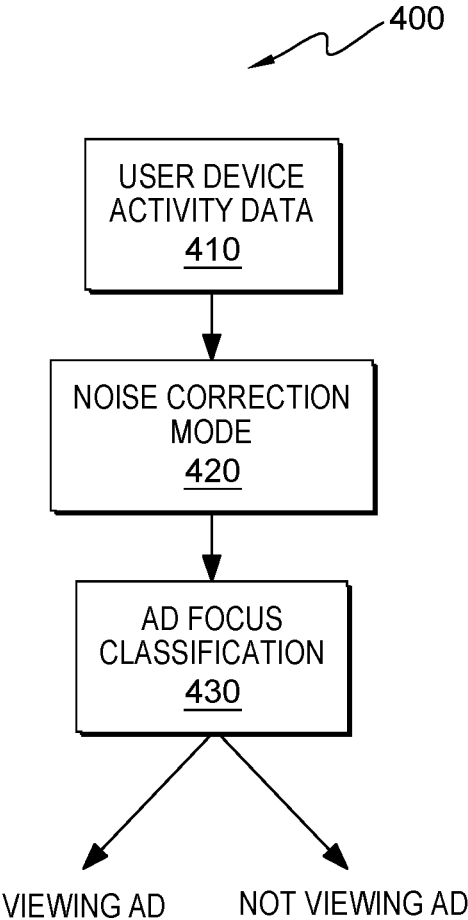 400
USER DEVICE
ACTIVITY DATA
410
NOISE CORRECTION
MODE
420
AD FOCUS
CLASSIFICATION
430
VIEWING AD
NOT VIEWING AD